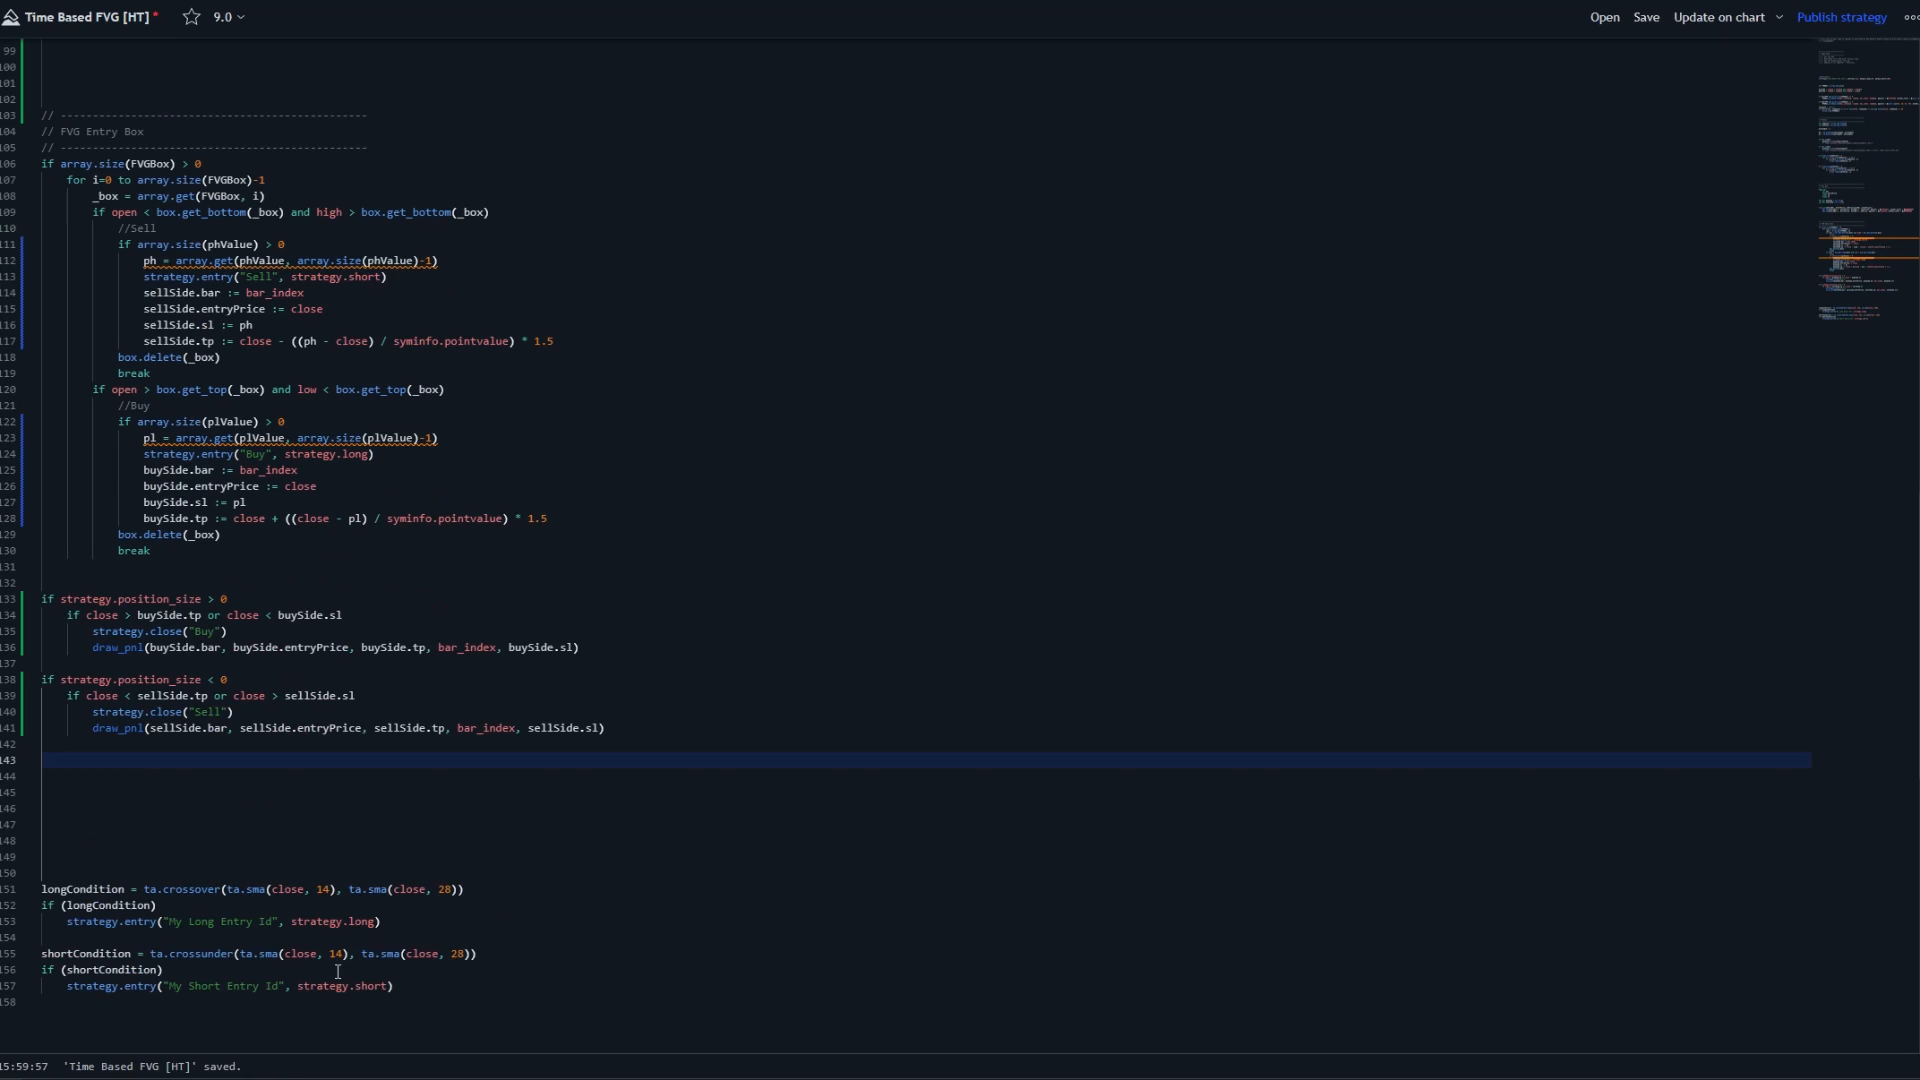 Time Based FVG [HT]*
9.0
Open Save Update on chart Publish strategy
99
100
101
102
103 // ------------------------------------------------
104 // FVG Entry Box
105 // ------------------------------------------------
106 if array.size(FVGBox) > 0
107 for i=0 to array.size(FVGBox)-1
108 _box = array.get(FVGBox, i)
109 if open < box.get_bottom(_box) and high > box.get_bottom(_box)
110 //Sell
111 if array.size(phValue) > 0
112 ph = array.get(phValue, array.size(phValue)-1)
113 strategy.entry("Sell", strategy.short)
114 sellSide.bar := bar_index
115 sellSide.entryPrice := close
116 sellSide.sl := ph
117 sellSide.tp := close - ((ph - close) / syminfo.pointvalue) * 1.5
118 box.delete(_box)
119 break
120 if open > box.get_top(_box) and low < box.get_top(_box)
121 //Buy
122 if array.size(plValue) > 0
123 pl = array.get(plValue, array.size(plValue)-1)
124 strategy.entry("Buy", strategy.long)
125 buySide.bar := bar_index
126 buySide.entryPrice := close
127 buySide.sl := pl
128 buySide.tp := close + ((close - pl) / syminfo.pointvalue) * 1.5
129 box.delete(_box)
130 break
131
132
133 if strategy.position_size > 0
134 if close > buySide.tp or close < buySide.sl
135 strategy.close("Buy")
136 draw_pnl(buySide.bar, buySide.entryPrice, buySide.tp, bar_index, buySide.sl)
137
138 if strategy.position_size < 0
139 if close < sellSide.tp or close > sellSide.sl
140 strategy.close("Sell")
141 draw_pnl(sellSide.bar, sellSide.entryPrice, sellSide.tp, bar_index, sellSide.sl)
142
143
144
145
146
147
148
149
150
151 longCondition = ta.crossover(ta.sma(close, 14), ta.sma(close, 28))
152 if (longCondition)
153 strategy.entry("My Long Entry Id", strategy.long)
154
155 shortCondition = ta.crossunder(ta.sma(close, 14), ta.sma(close, 28))
156 if (shortCondition)
157 strategy.entry("My Short Entry Id", strategy.short)
158
15:59:57 'Time Based FVG [HT]' saved.